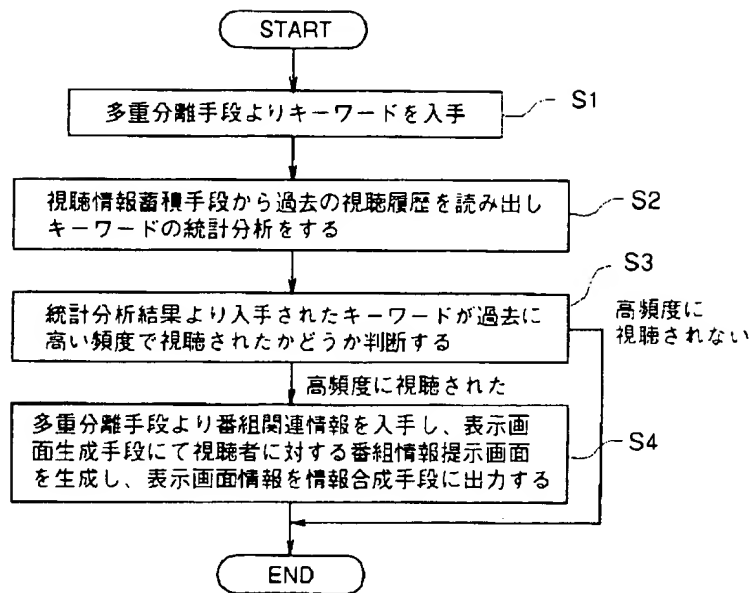 START
多重分離手段よりキーワードを入手
S1
視聴情報蓄積手段から過去の視聴履歴を読み出し
キーワードの統計分析をする
S2
S3
統計分析結果より入手されたキーワードが過去に
高い頻度で視聴されたかどうか判断する
高頻度に
視聴されない
高頻度に視聴された
多重分離手段より番組関連情報を入手し、表示画
面生成手段にて視聴者に対する番組情報提示画面
を生成し、表示画面情報を情報合成手段に出力する
S4
END